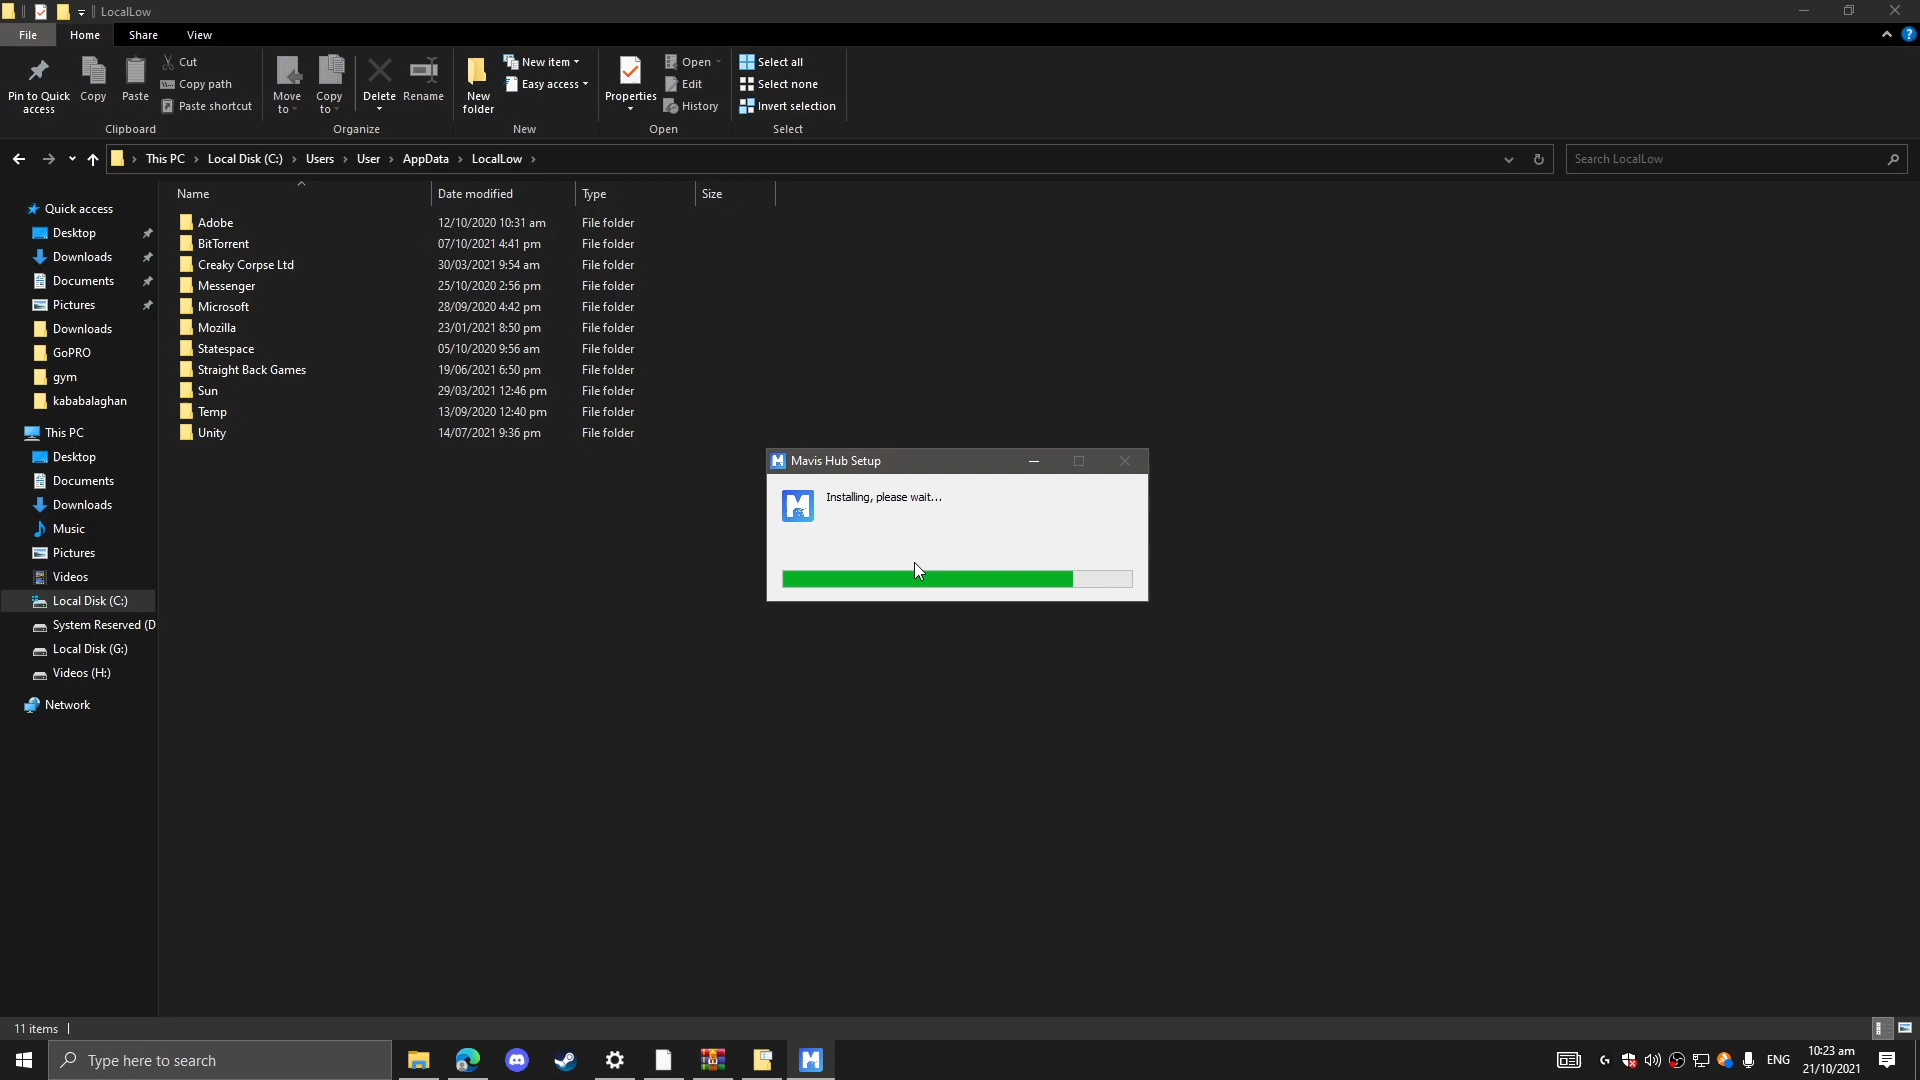 LocalLow
File Home Share View
Pin to Quick access
Copy
Paste
Cut
Copy path
Paste shortcut
Clipboard
Move to
Copy to
Delete
Rename
Organize
New folder
New item
Easy access
New
Properties
Open
Edit
History
Open
Select all
Select none
Invert selection
Select
This PC Local Disk (C:) Users User AppData LocalLow
Search LocalLow
Name Date modified Type Size
Adobe 12/10/2020 10:31 am File folder
BitTorrent 07/10/2021 4:41 pm File folder
Creaky Corpse Ltd 30/03/2021 9:54 am File folder
Messenger 25/10/2020 2:56 pm File folder
Microsoft 28/09/2020 4:42 pm File folder
Mozilla 23/01/2021 8:50 pm File folder
Statespace 05/10/2020 9:56 am File folder
Straight Back Games 19/06/2021 6:50 pm File folder
Sun 29/03/2021 12:46 pm File folder
Temp 13/09/2020 12:40 pm File folder
Unity 14/07/2021 9:36 pm File folder
Quick access
Desktop
Downloads
Documents
Pictures
Downloads
GoPRO
gym
kababalaghan
This PC
Desktop
Documents
Downloads
Music
Pictures
Videos
Local Disk (C:)
System Reserved (D
Local Disk (G:)
Videos (H:)
Network
Mavis Hub Setup
Installing, please wait...
11 items
Type here to search
ENG
10:23 am
21/10/2021